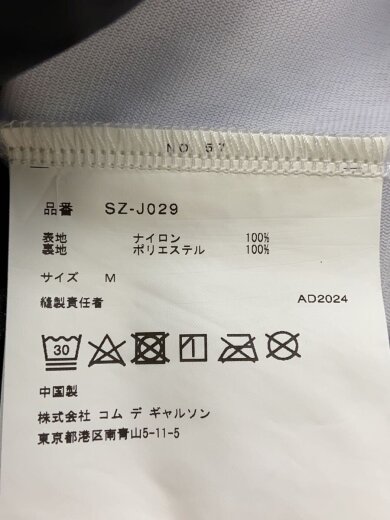 NO 57
品番 SZ-J029
表地 ナイロン 100%
裏地 ポリエステル 100%
サイズ M
縫製責任者 AD2024
30
中国製
株式会社 コム デ ギャルソン
東京都港区南青山5-11-5